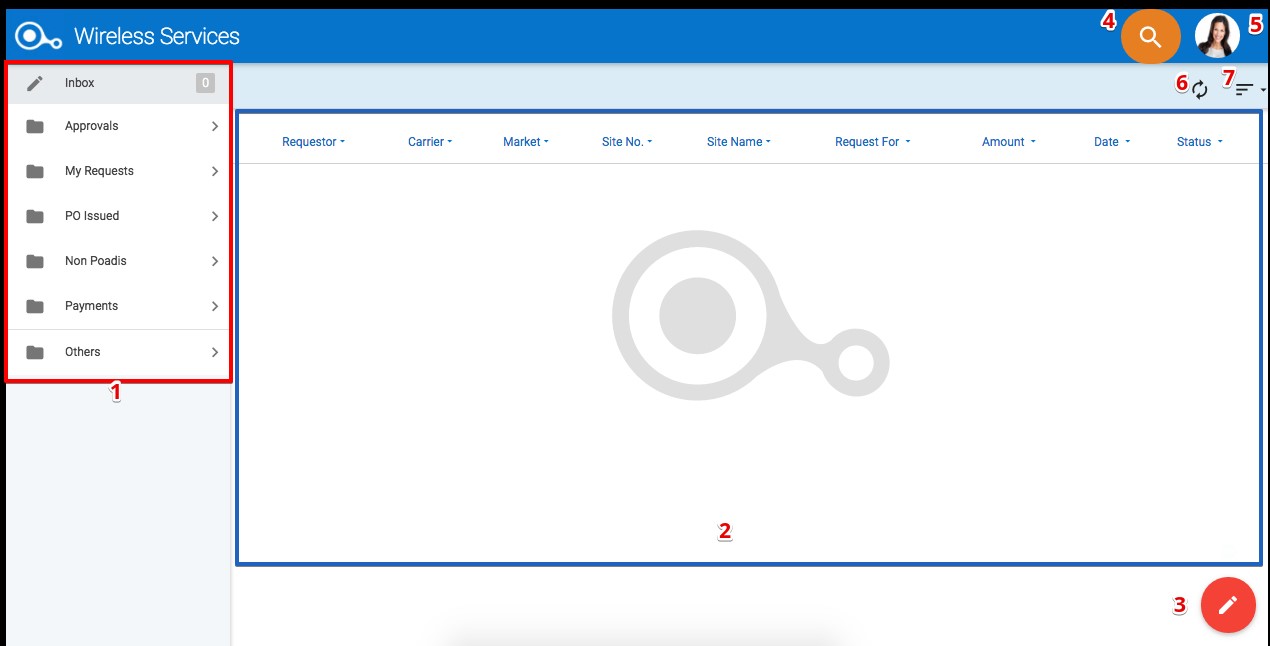 Wireless Services
4
5
6
7
Inbox 0
Approvals
My Requests
PO Issued
Non Poadis
Payments
Others
1
Requestor Carrier Market Site No. Site Name Request For Amount Date Status
2
3